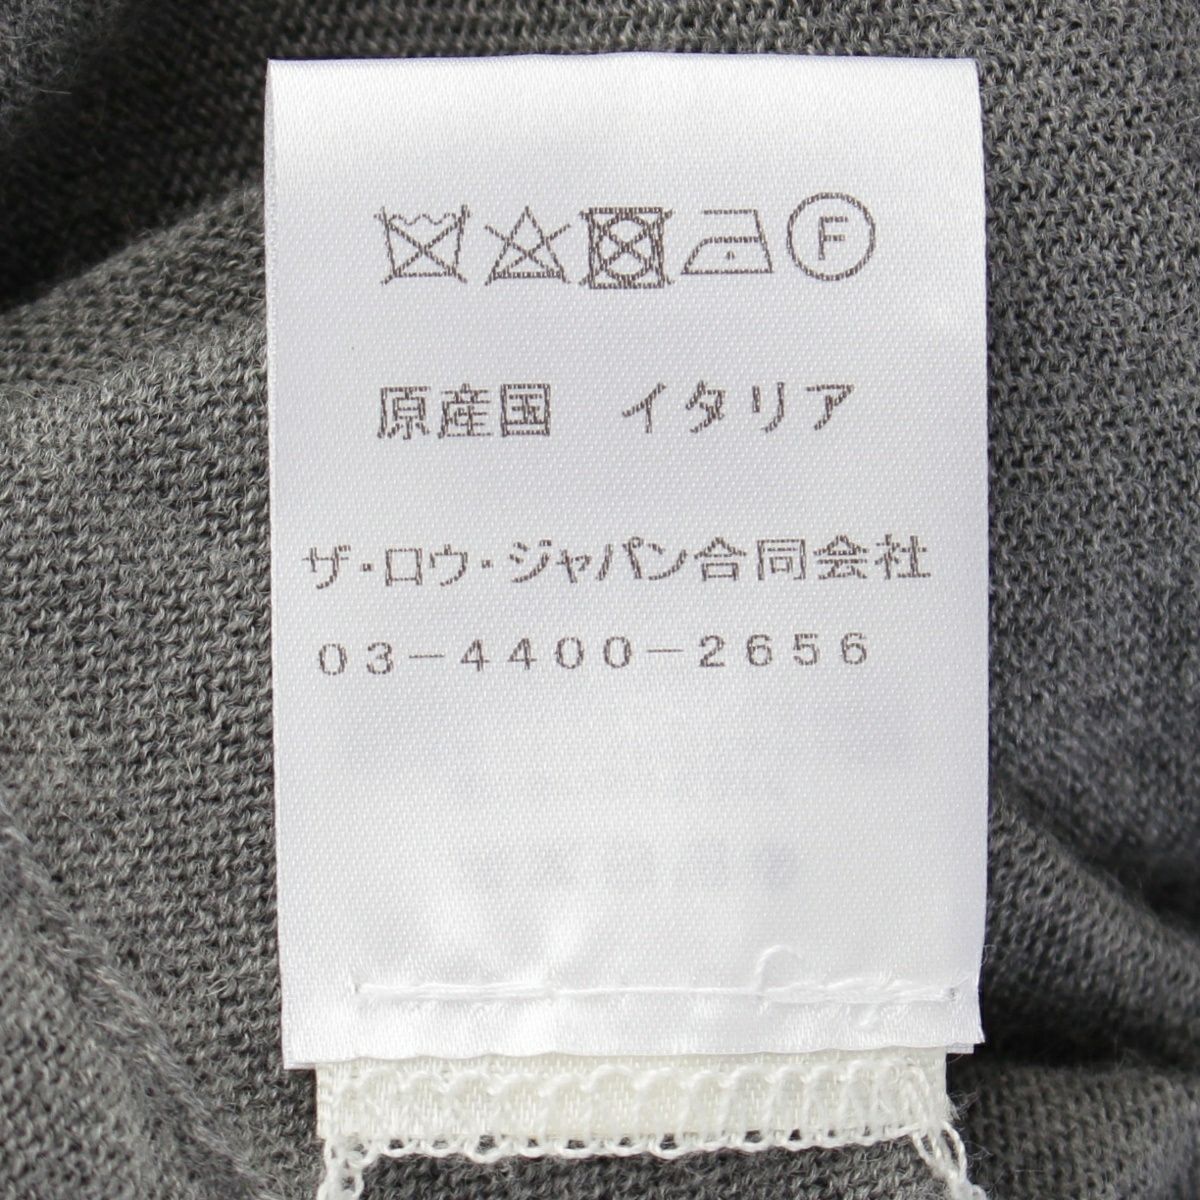 F
原産国 イタリア
ザ・ロウ・ジャパン合同会社
03-4400-2656